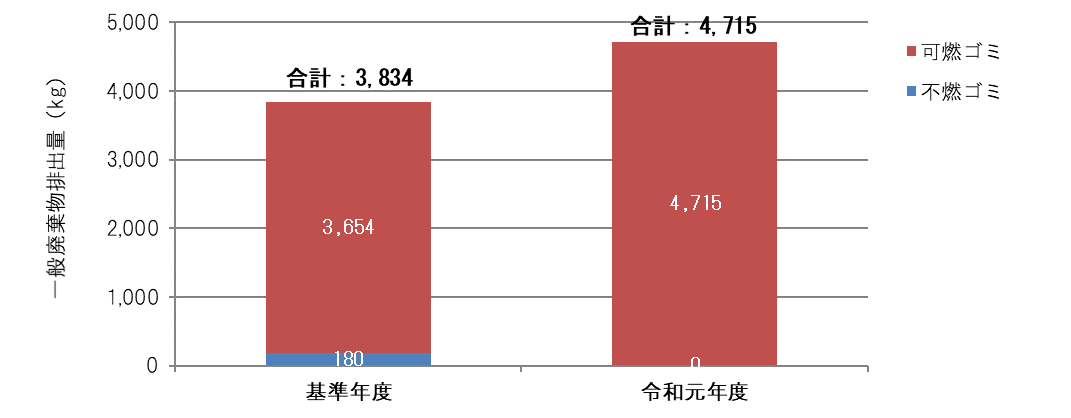 一般廃棄物排出量(kg)
5,000
4,000
3,000
2,000
1,000
0
合計:3,834
3,654
180
合計:4,715
4,715
0
基準年度
令和元年度
可燃ゴミ
不燃ゴミ